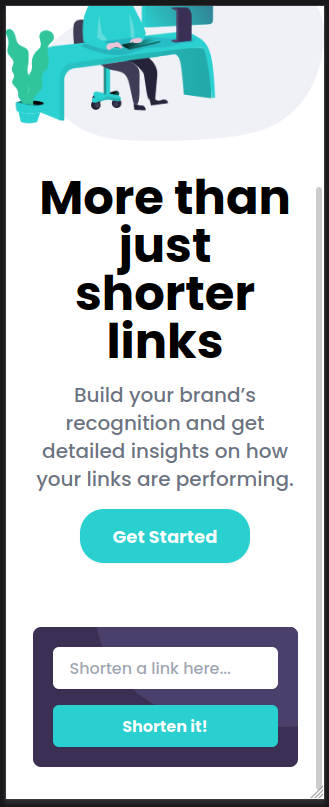 More than
just
shorter
links
Build your brand’s
recognition and get
detailed insights on how
your links are performing.
Get Started
Shorten a link here...
Shorten it!